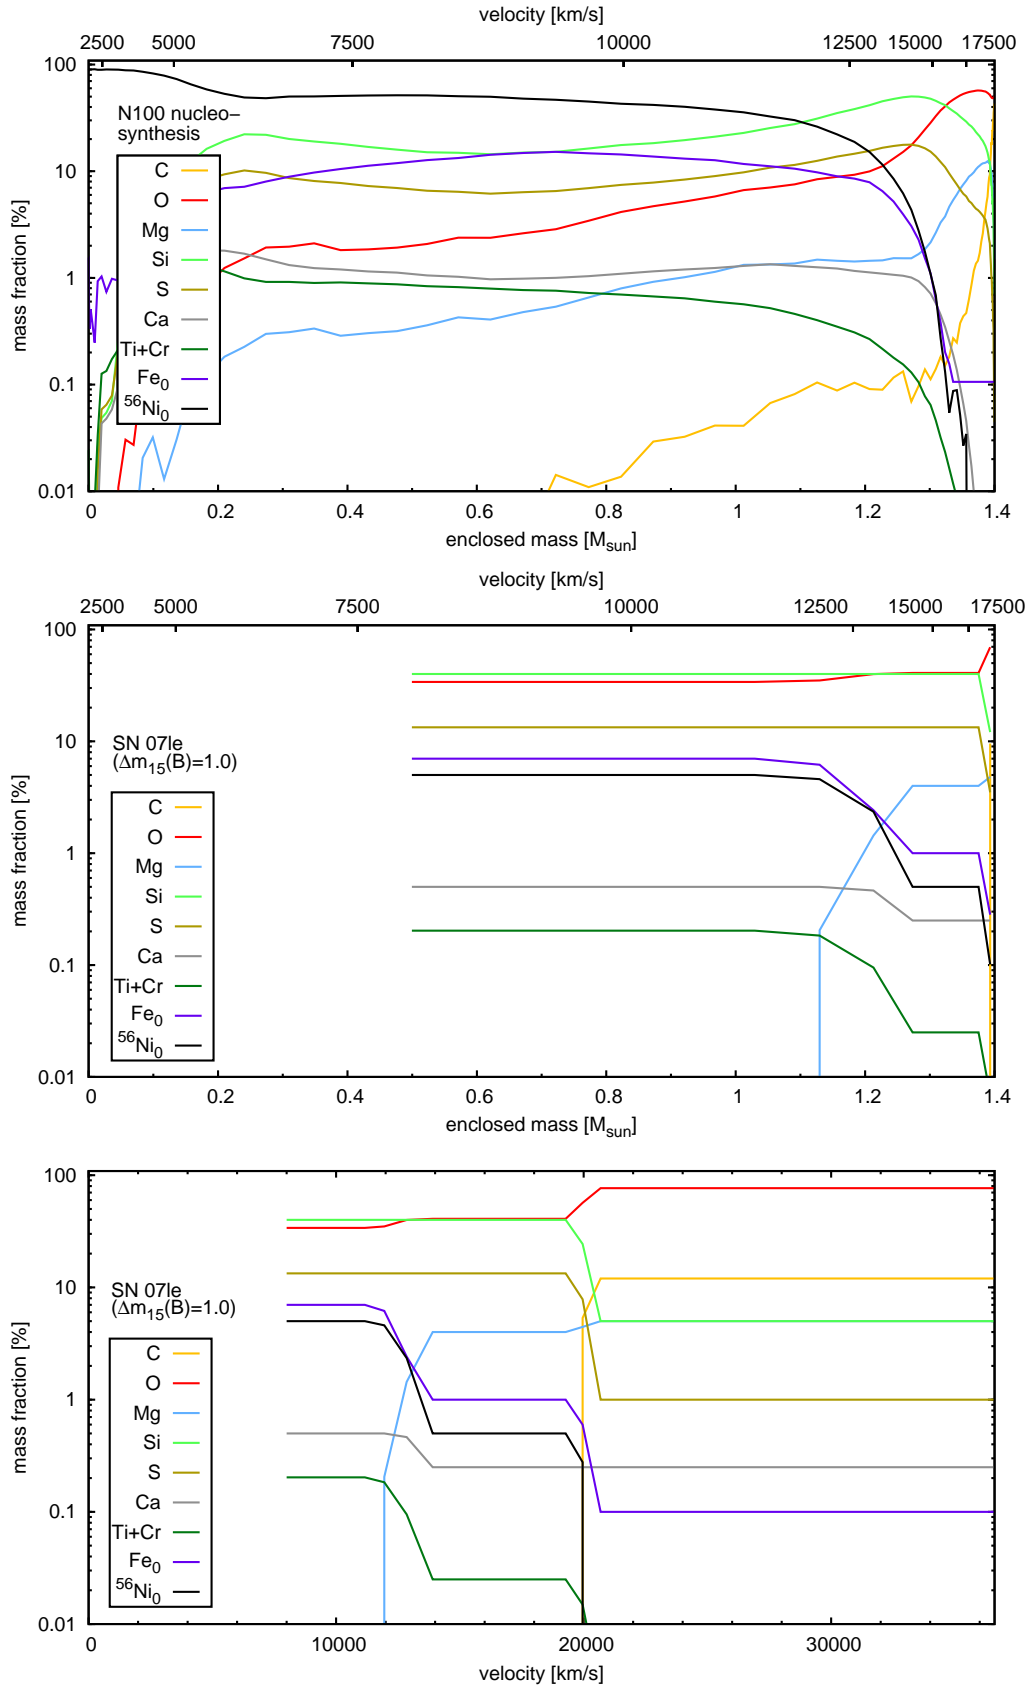 velocity [km/s]
2500 5000 7500 10000 12500 15000 17500
100
10
1
0.1
0.01
mass fraction [%]
N100 nucleo–
synthesis
C
O
Mg
Si
S
Ca
Ti+Cr
Fe0
56Ni0
0 0.2 0.4 0.6 0.8 1 1.2 1.4
enclosed mass [Msun]
velocity [km/s]
2500 5000 7500 10000 12500 15000 17500
100
10
1
0.1
0.01
mass fraction [%]
SN 07le
(Δm15(B)=1.0)
C
O
Mg
Si
S
Ca
Ti+Cr
Fe0
56Ni0
0 0.2 0.4 0.6 0.8 1 1.2 1.4
enclosed mass [Msun]
100
10
1
0.1
0.01
mass fraction [%]
SN 07le
(Δm15(B)=1.0)
C
O
Mg
Si
S
Ca
Ti+Cr
Fe0
56Ni0
0 10000 20000 30000
velocity [km/s]